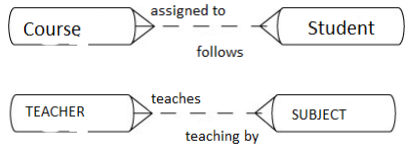 assigned to
Course
Student
follows
teaches
TEACHER
SUBJECT
teaching by